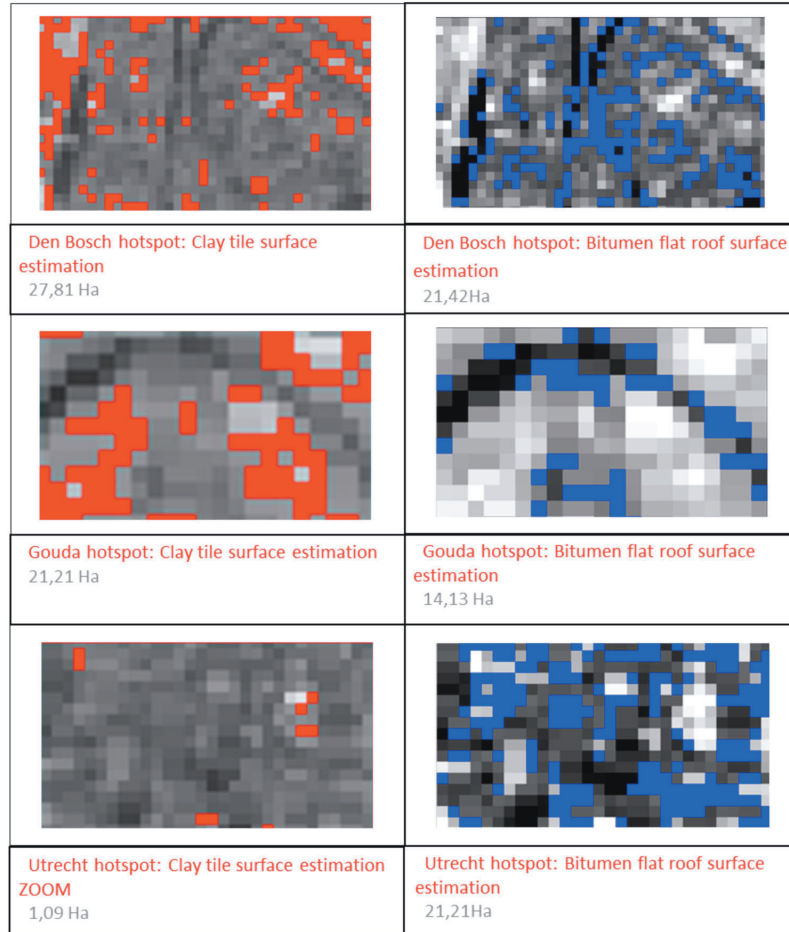 Den Bosch hotspot: Clay tile surface
estimation
27,81 Ha
Den Bosch hotspot: Bitumen flat roof surface
estimation
21,42Ha
Gouda hotspot: Clay tile surface estimation
21,21 Ha
Gouda hotspot: Bitumen flat roof surface
estimation
14,13 Ha
Utrecht hotspot: Clay tile surface estimation
ZOOM
1,09 Ha
Utrecht hotspot: Bitumen flat roof surface
estimation
21,21Ha